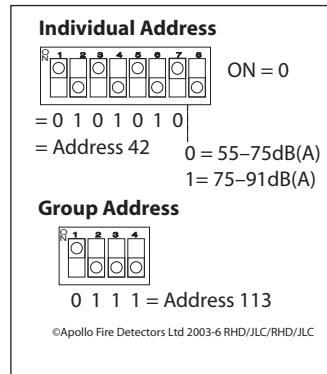 Individual Address
ON 1 2 3 4 5 6 7 8
ON = 0
= 0 1 0 1 0 1 0
= Address 42
0 = 55–75dB(A)
1= 75–91dB(A)
Group Address
ON 1 2 3 4
0 1 1 1 = Address 113
©Apollo Fire Detectors Ltd 2003-6 RHD/JLC/RHD/JLC